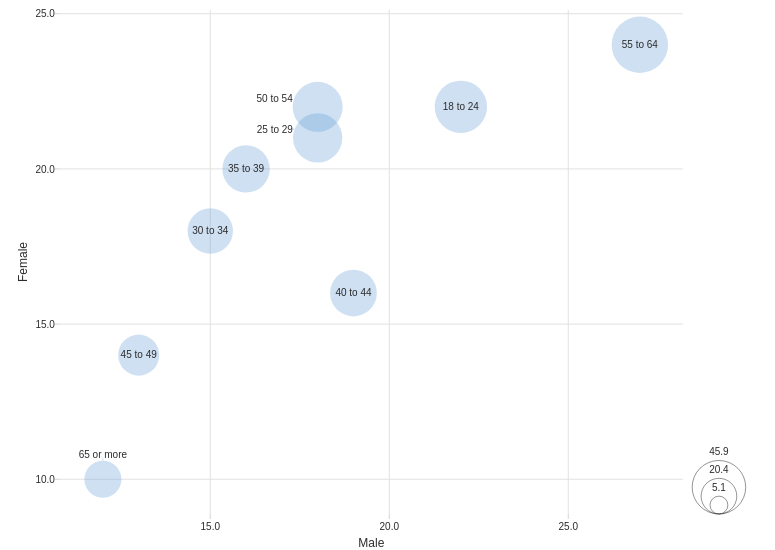 25.0
55 to 64
50 to 54
18 to 24
25 to 29
35 to 39
20.0
30 to 34
Female
40 to 44
15.0
45 to 49
65 or more
10.0
45.9
20.4
5.1
15.0
20.0
25.0
Male